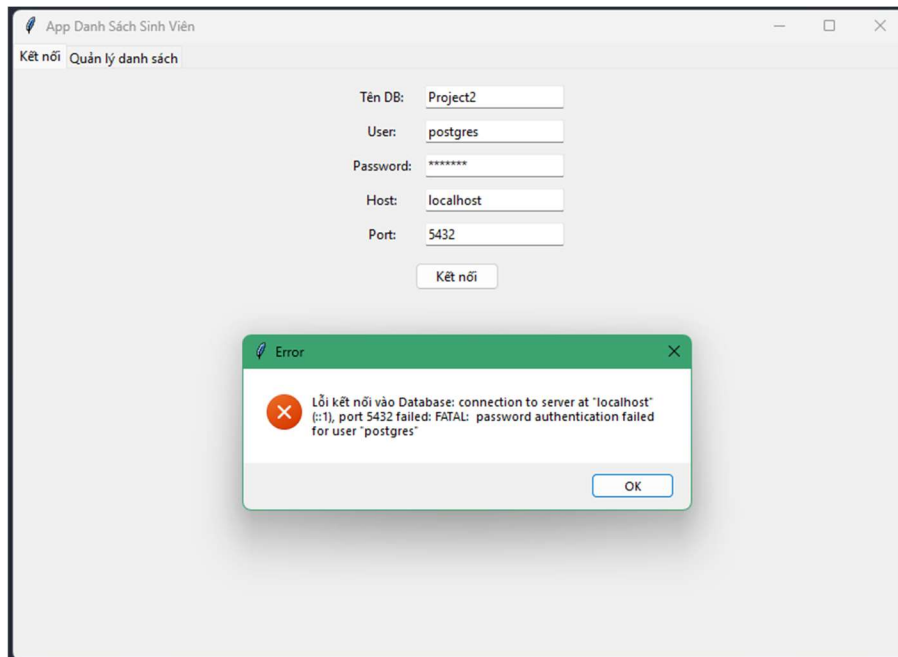 App Danh Sách Sinh Viên
Kết nối Quản lý danh sách
Tên DB: Project2
User: postgres
Password: *******
Host: localhost
Port: 5432
Kết nối
Error
Lỗi kết nối vào Database: connection to server at "localhost"
(::1), port 5432 failed: FATAL:  password authentication failed
for user "postgres"
OK